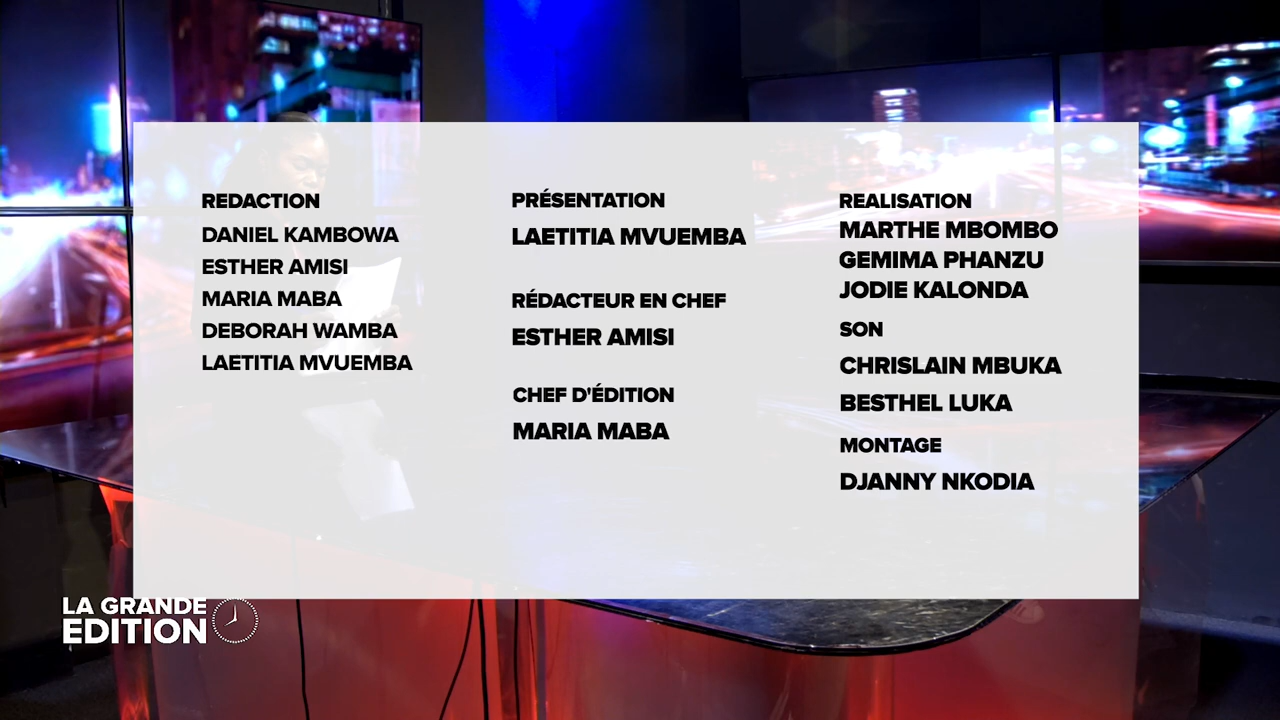 REDACTION
DANIEL KAMBOWA
ESTHER AMISI
MARIA MABA
DEBORAH WAMBA
LAETITIA MVUEMBA
PRÉSENTATION
LAETITIA MVUEMBA
RÉDACTEUR EN CHEF
ESTHER AMISI
CHEF D'ÉDITION
MARIA MABA
REALISATION
MARTHE MBOMBO
GEMIMA PHANZU
JODIE KALONDA
SON
CHRISLAIN MBUKA
BESTHEL LUKA
MONTAGE
DJANNY NKODIA
LA GRANDE
EDITION